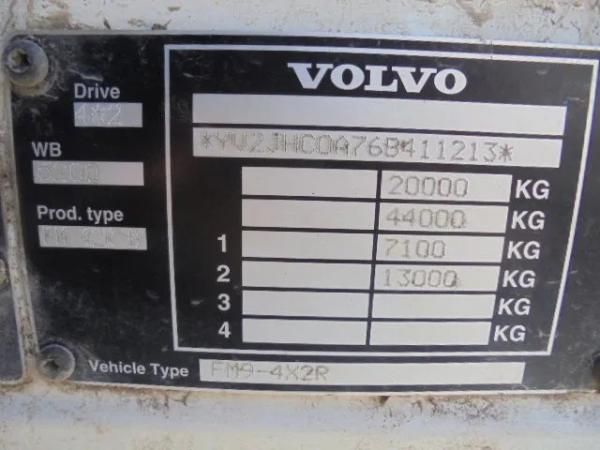 VOLVO
Drive
4X2
*YV2JHC0A76B411213*
WB
20000 KG
44000 KG
Prod. type
1 7100 KG
2 13000 KG
3 KG
4 KG
Vehicle Type FM9-4X2R